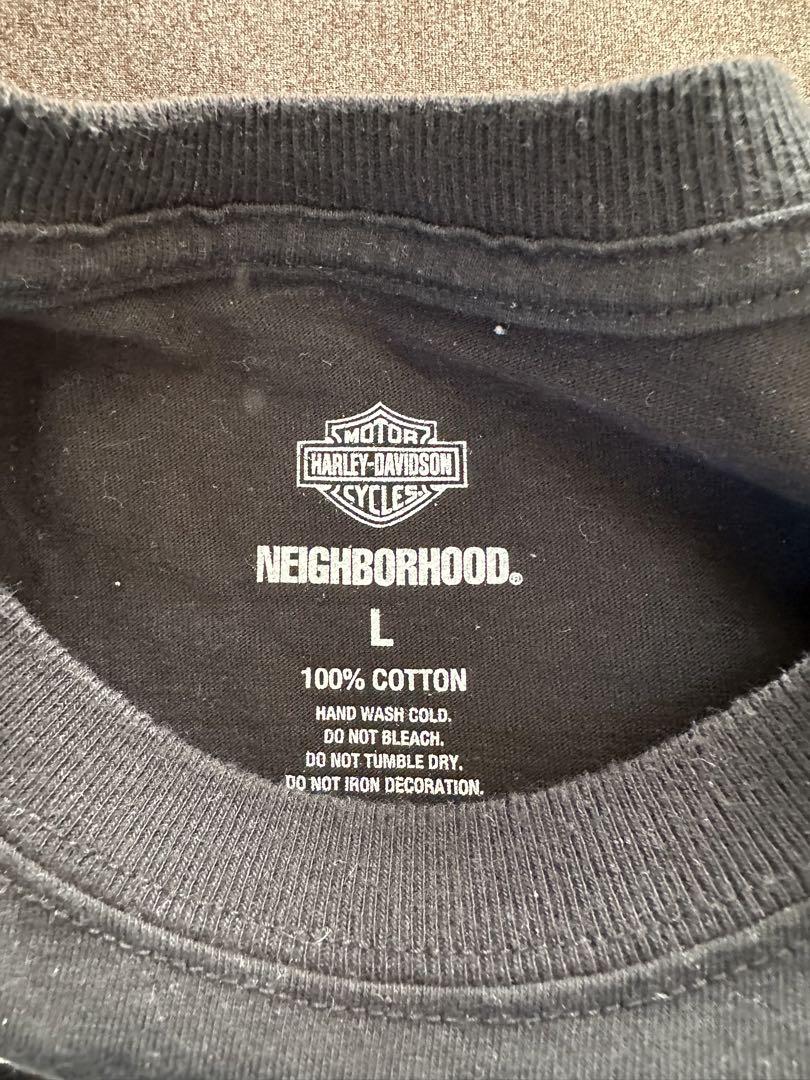 MOTOR
HARLEY-DAVIDSON
CYCLES
NEIGHBORHOOD®
L
100% COTTON
HAND WASH COLD.
DO NOT BLEACH.
DO NOT TUMBLE DRY.
DO NOT IRON DECORATION.